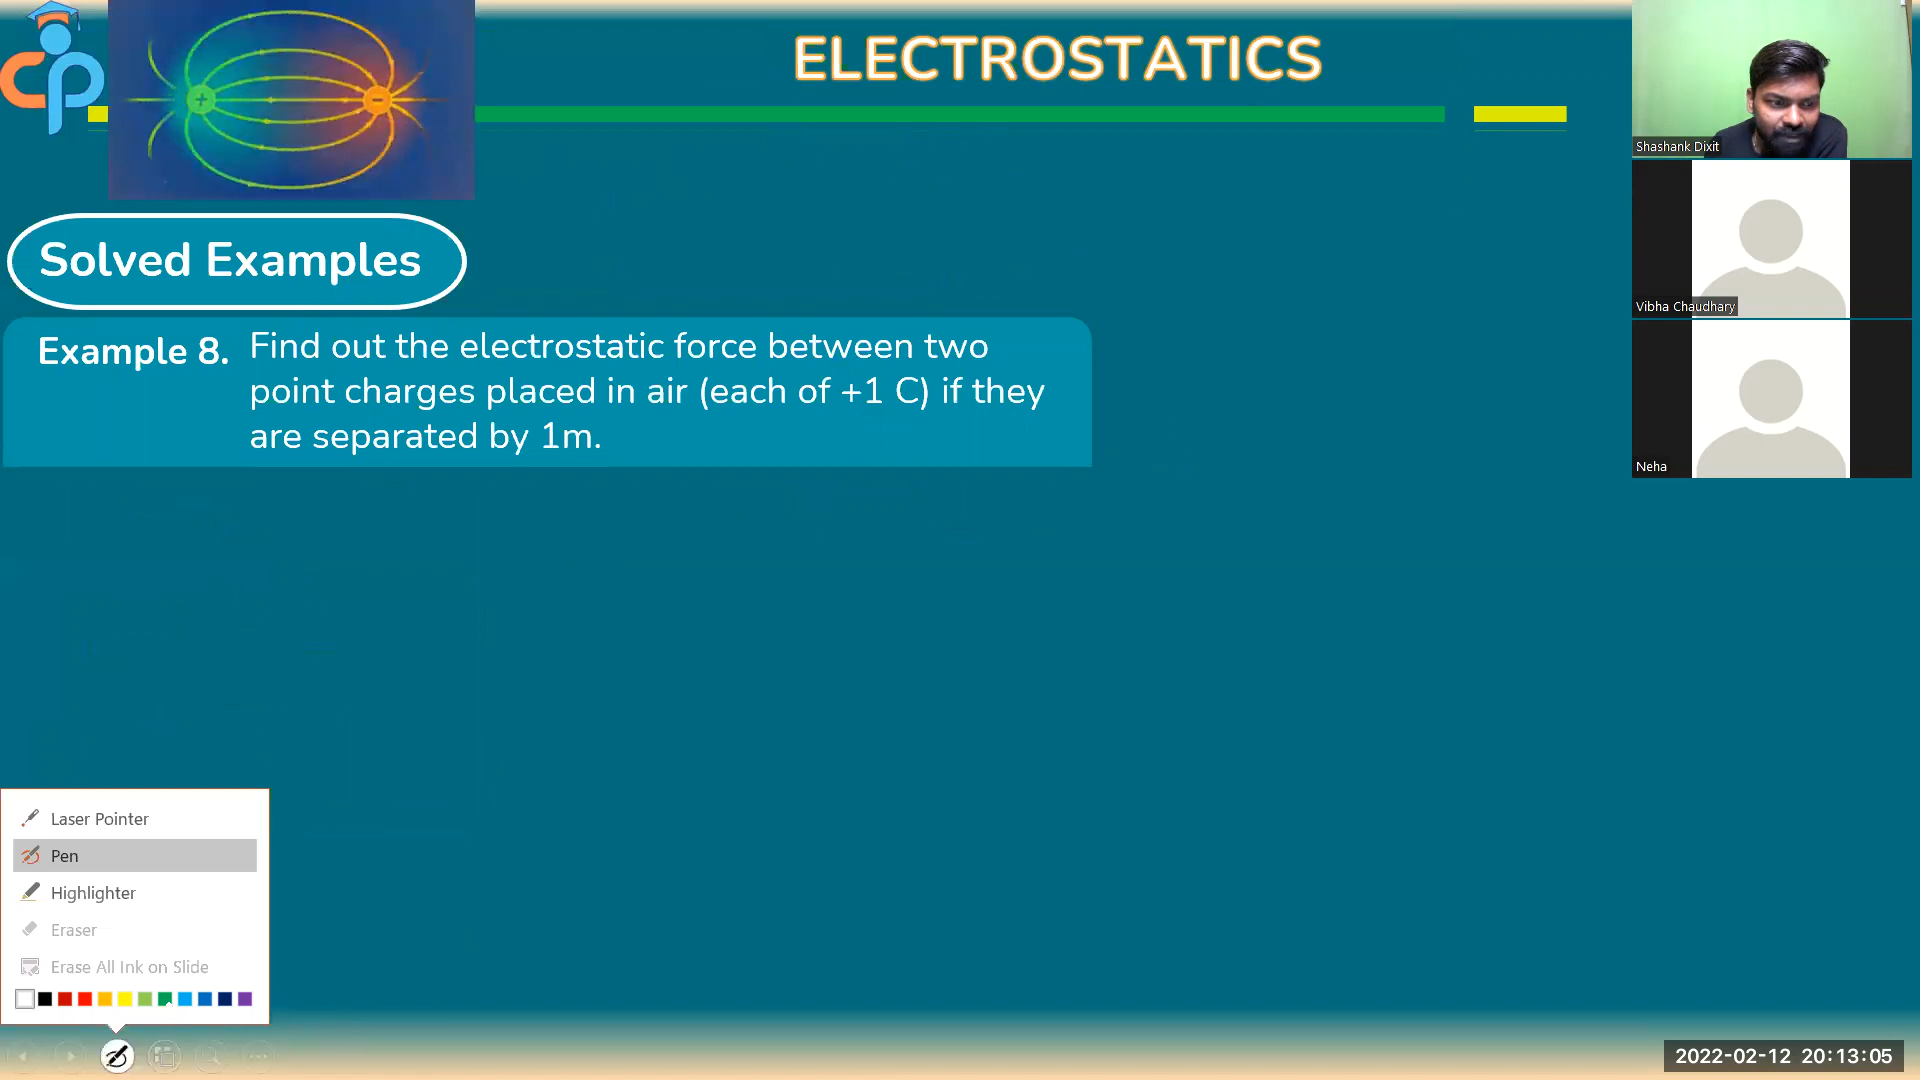 cp
ELECTROSTATICS
+
-
Solved Examples
Example 8. Find out the electrostatic force between two
point charges placed in air (each of +1 C) if they
are separated by 1m.
Shashank Dixit
Vibha Chaudhary
Neha
Laser Pointer
Pen
Highlighter
Eraser
Erase All Ink on Slide
2022-02-12 20:13:05